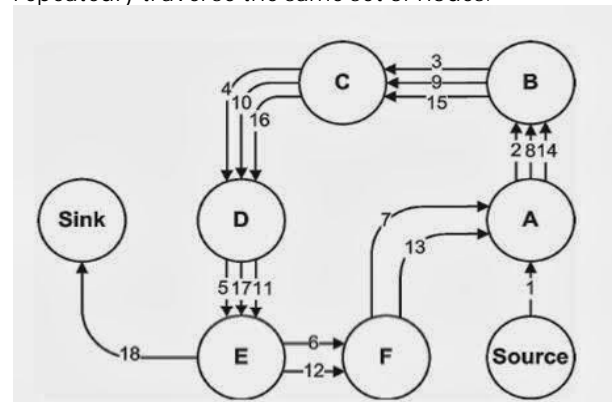 repeatedly traverse the same set of nodes.
3
C
9
B
15
4
10
16
2 8 14
Sink
D
7
A
13
5 17 11
1
6
18
E
F
Source
12